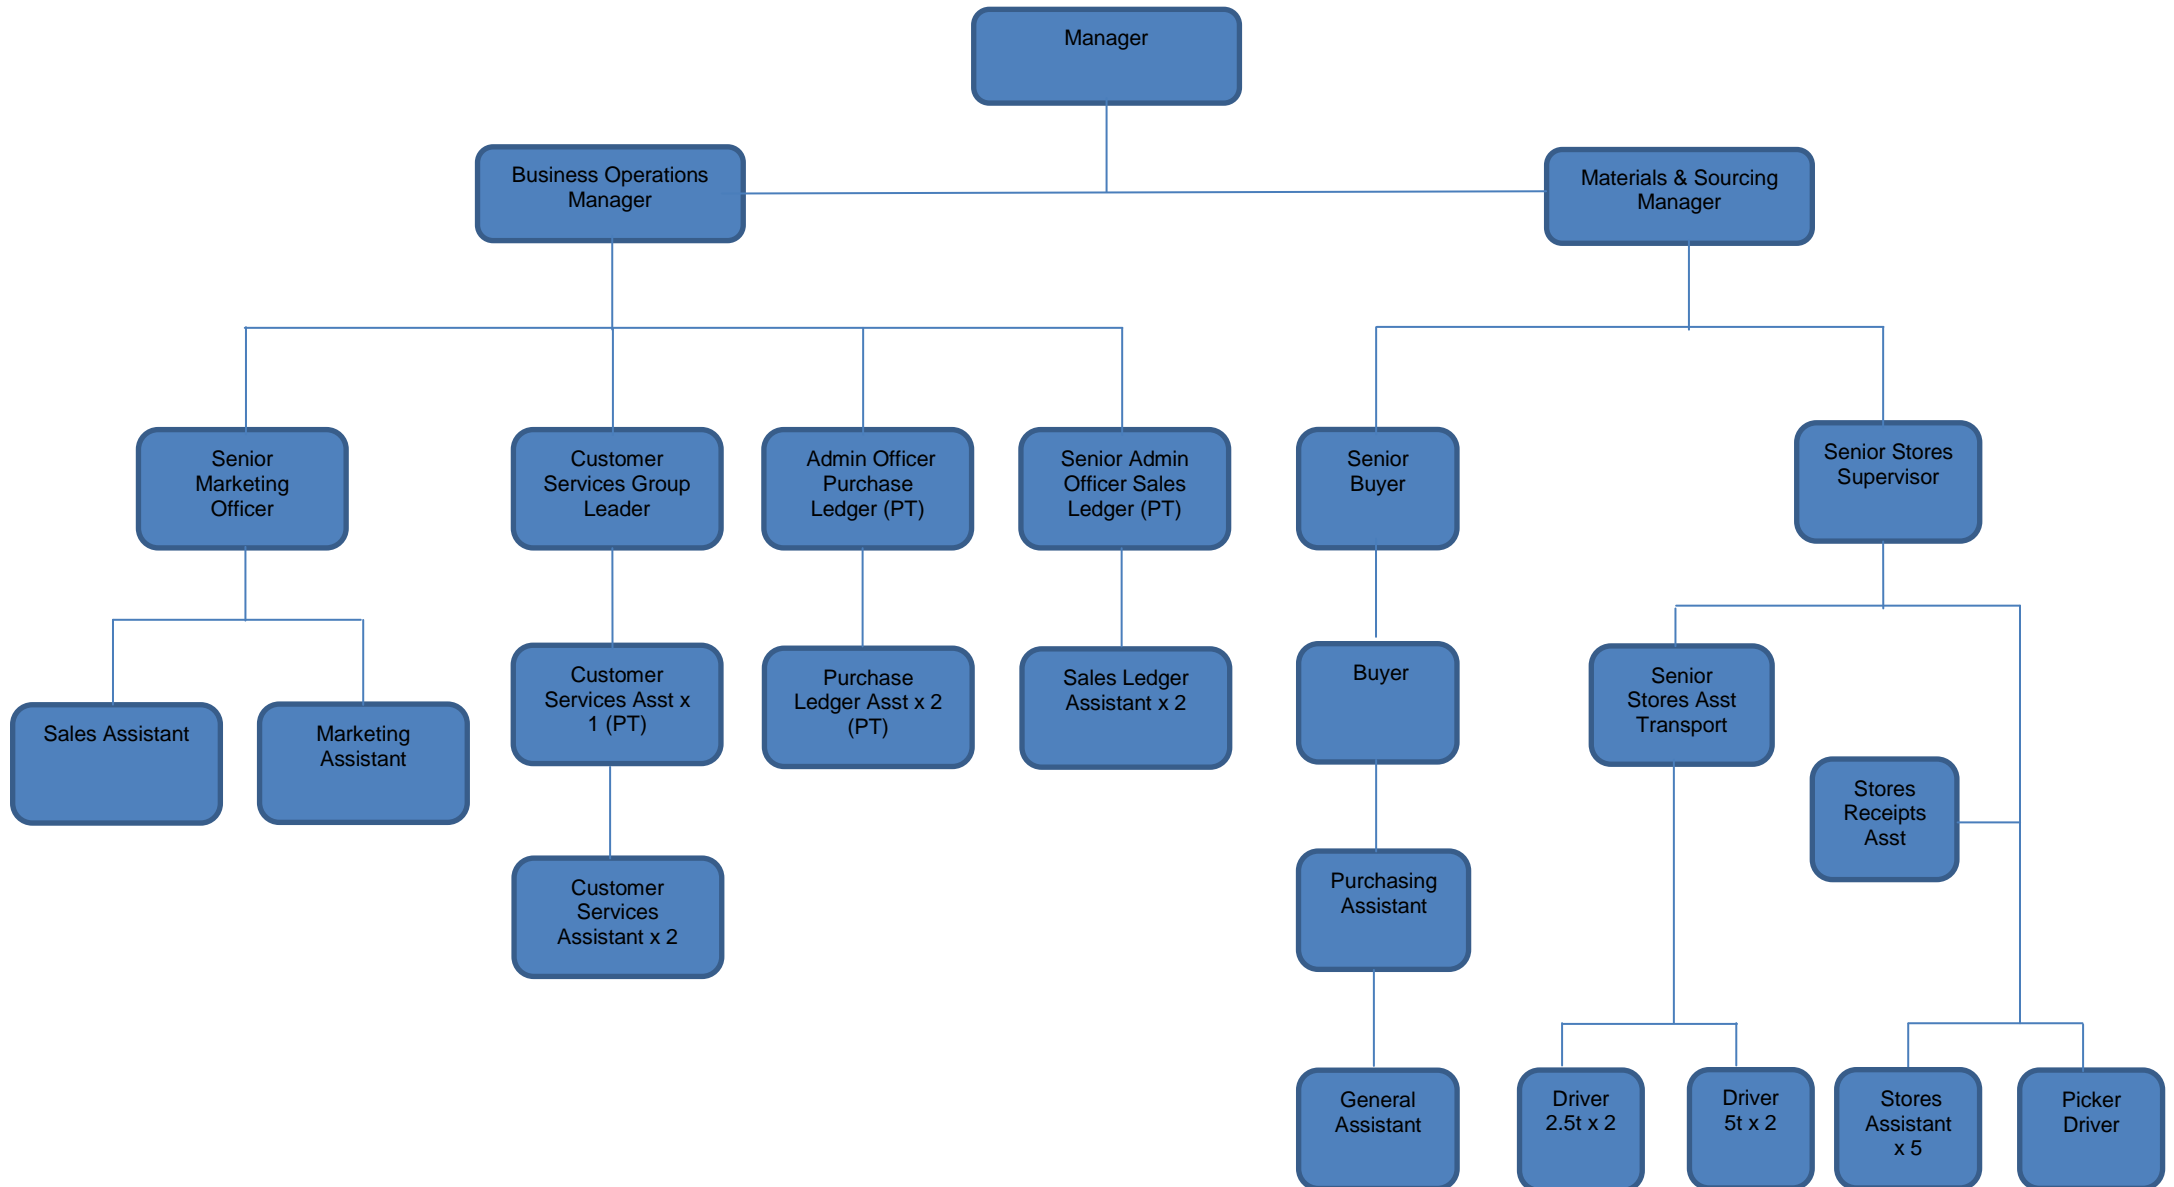 Manager
Business Operations
Manager
Materials & Sourcing
Manager
Senior
Marketing
Officer
Customer
Services Group
Leader
Admin Officer
Purchase
Ledger (PT)
Senior Admin
Officer Sales
Ledger (PT)
Senior
Buyer
Senior Stores
Supervisor
Sales Assistant
Marketing
Assistant
Customer
Services Asst x
1 (PT)
Purchase
Ledger Asst x 2
(PT)
Sales Ledger
Assistant x 2
Buyer
Senior
Stores Asst
Transport
Stores
Receipts
Asst
Customer
Services
Assistant x 2
Purchasing
Assistant
General
Assistant
Driver
2.5t x 2
Driver
5t x 2
Stores
Assistant
x 5
Picker
Driver